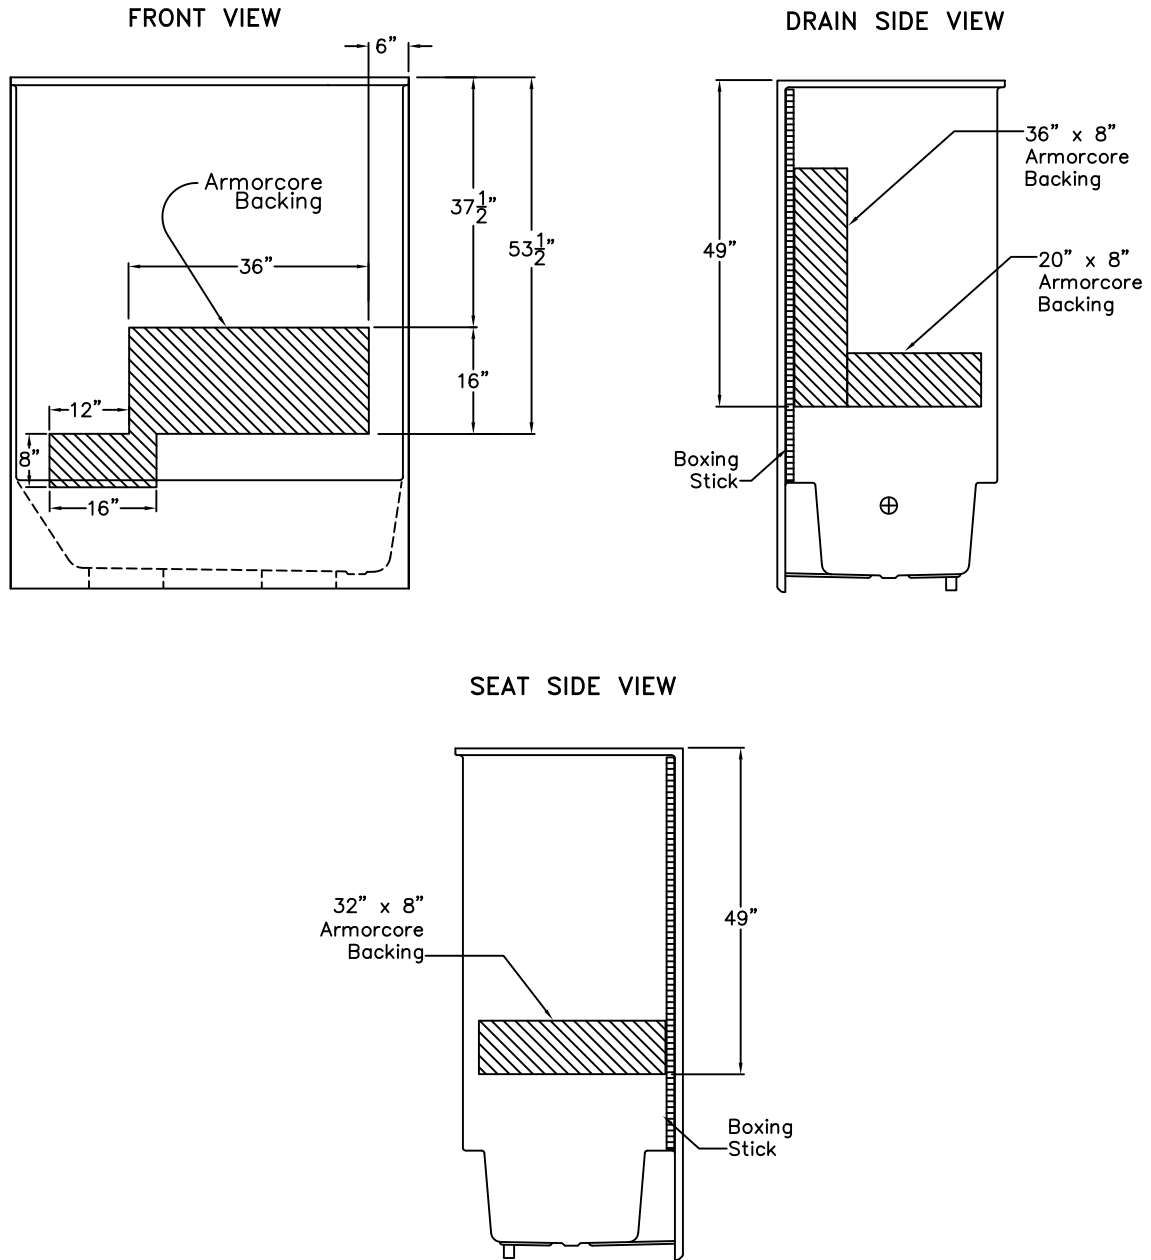 FRONT VIEW
6”
Armorcore
Backing
37 1/2”
53 1/2”
36”
16”
12”
8”
16”
DRAIN SIDE VIEW
36” x 8”
Armorcore
Backing
49”
20” x 8”
Armorcore
Backing
Boxing
Stick
SEAT SIDE VIEW
32” x 8”
Armorcore
Backing
49”
Boxing
Stick